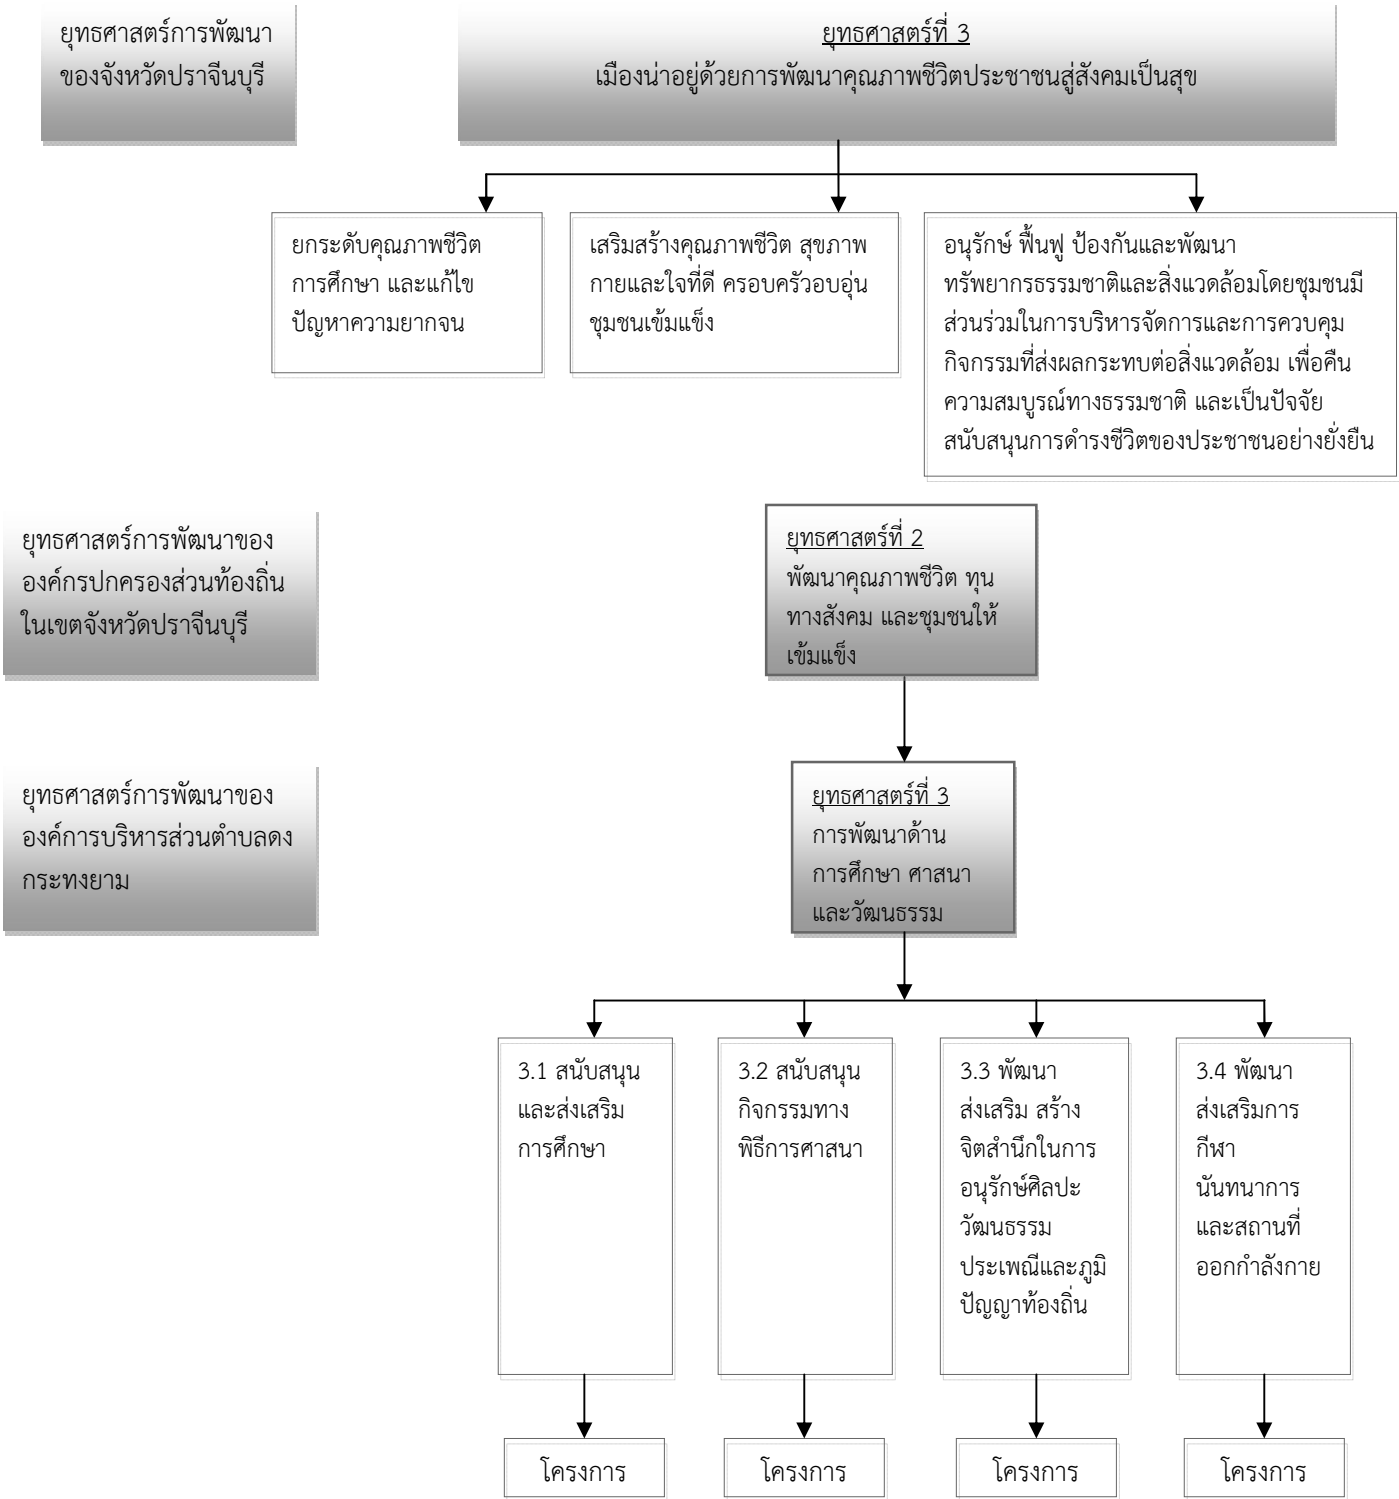 ยุทธศาสตร์การพัฒนา
ของจังหวัดปราจีนบุรี
ยุทธศาสตร์ที่ 3
เมืองน่าอยู่ด้วยการพัฒนาคุณภาพชีวิตประชาชนสู่สังคมเป็นสุข
ยกระดับคุณภาพชีวิต
การศึกษา และแก้ไข
ปัญหาความยากจน
เสริมสร้างคุณภาพชีวิต สุขภาพ
กายและใจที่ดี ครอบครัวอบอุ่น
ชุมชนเข้มแข็ง
อนุรักษ์ ฟื้นฟู ป้องกันและพัฒนา
ทรัพยากรธรรมชาติและสิ่งแวดล้อมโดยชุมชนมี
ส่วนร่วมในการบริหารจัดการและการควบคุม
กิจกรรมที่ส่งผลกระทบต่อสิ่งแวดล้อม เพื่อคืน
ความสมบูรณ์ทางธรรมชาติ และเป็นปัจจัย
สนับสนุนการดำรงชีวิตของประชาชนอย่างยั่งยืน
ยุทธศาสตร์การพัฒนาของ
องค์กรปกครองส่วนท้องถิ่น
ในเขตจังหวัดปราจีนบุรี
ยุทธศาสตร์ที่ 2
พัฒนาคุณภาพชีวิต ทุน
ทางสังคม และชุมชนให้
เข้มแข็ง
ยุทธศาสตร์การพัฒนาของ
องค์การบริหารส่วนตำบลดง
กระทงยาม
ยุทธศาสตร์ที่ 3
การพัฒนาด้าน
การศึกษา ศาสนา
และวัฒนธรรม
3.1 สนับสนุน
และส่งเสริม
การศึกษา
3.2 สนับสนุน
กิจกรรมทาง
พิธีการศาสนา
3.3 พัฒนา
ส่งเสริม สร้าง
จิตสำนึกในการ
อนุรักษ์ศิลปะ
วัฒนธรรม
ประเพณีและภูมิ
ปัญญาท้องถิ่น
3.4 พัฒนา
ส่งเสริมการ
กีฬา
นันทนาการ
และสถานที่
ออกกำลังกาย
โครงการ
โครงการ
โครงการ
โครงการ